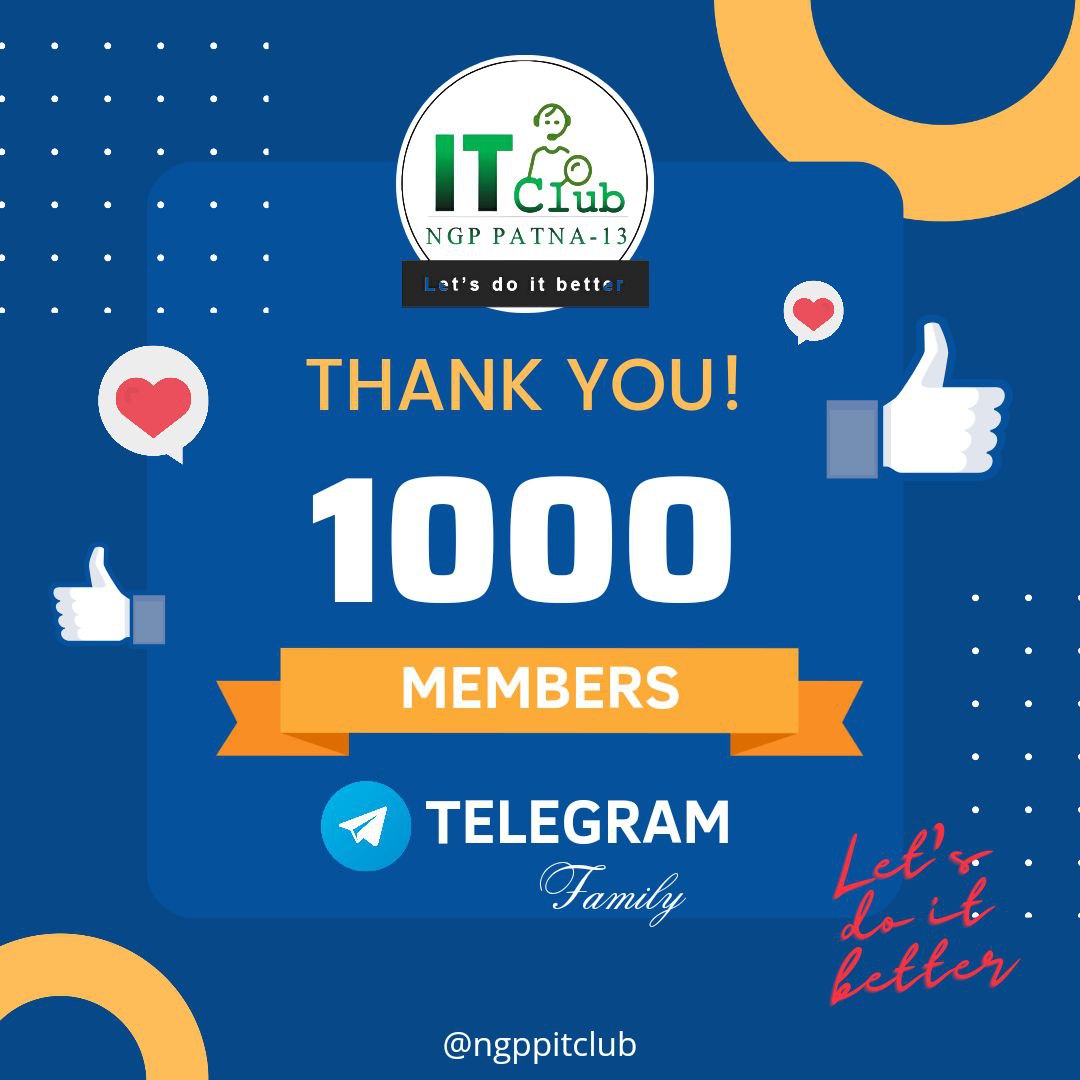 IT Club
NGP PATNA-13
Let's do it better
THANK YOU!
1000
MEMBERS
TELEGRAM
Family
Let's
do it
better
@ngppitclub